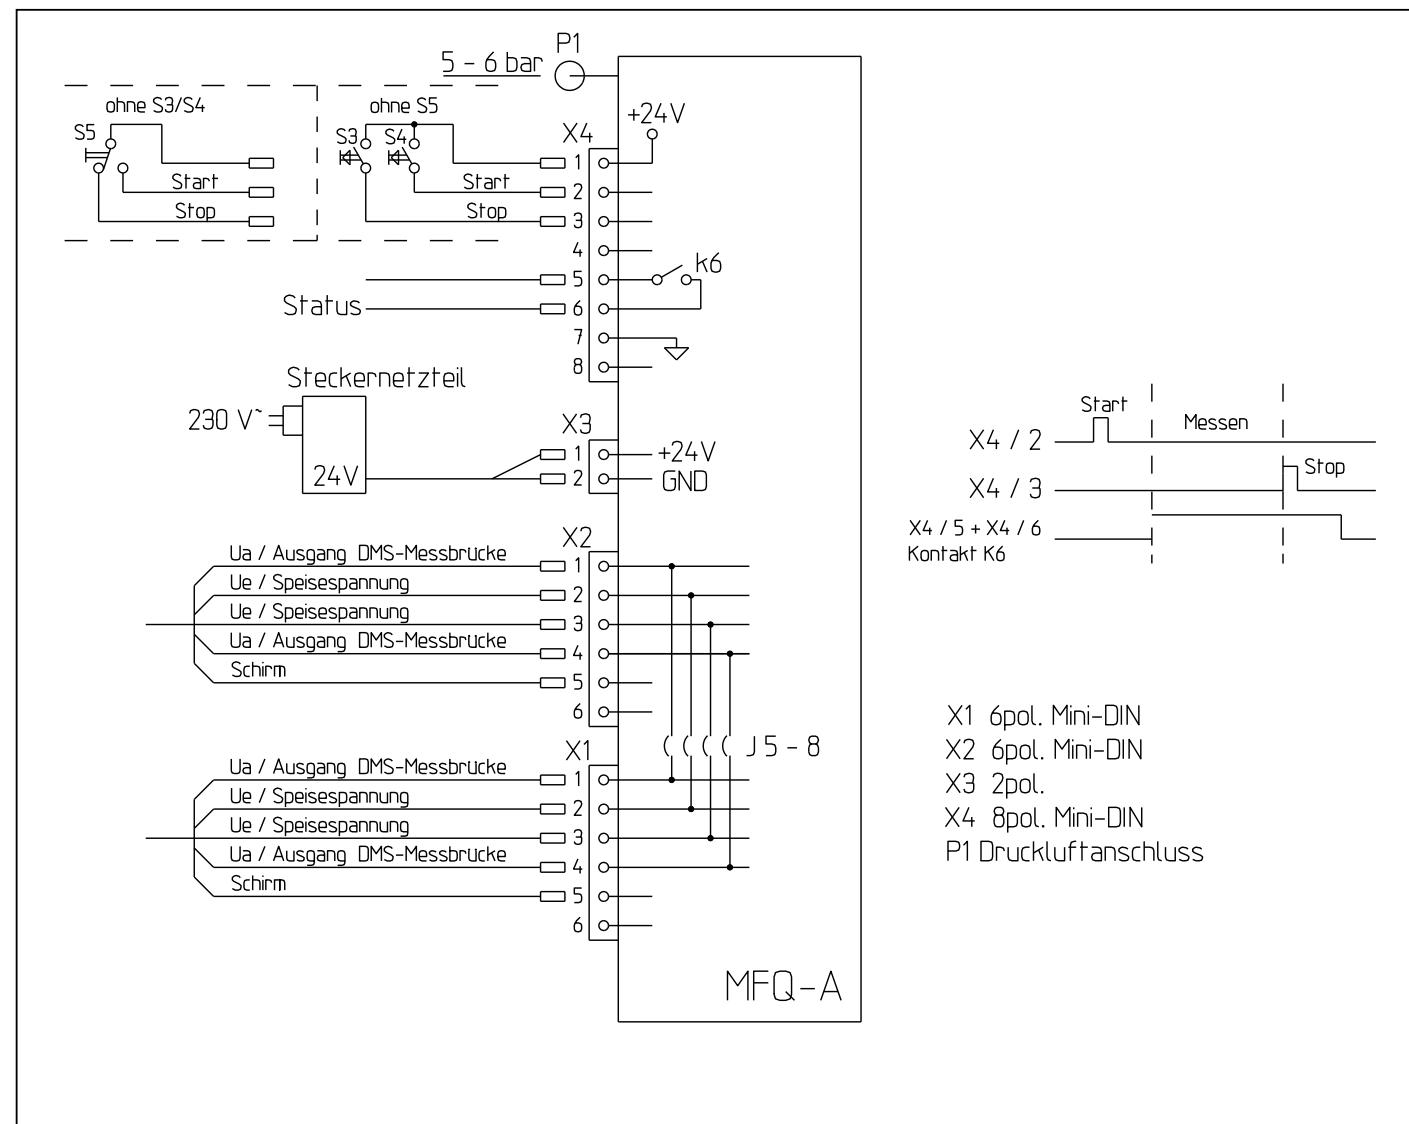 P1
5 - 6 bar
ohne S3/S4
S5
Start
Stop
ohne S5
S3
S4
Start
Stop
X4
+24V
1
2
3
4
5
6
7
8
K6
Status
Steckernetzteil
230 V~
24V
X3
1
2
+24V
GND
X2
Ua / Ausgang DMS-Messbrücke
1
Ue / Speisespannung
2
Ue / Speisespannung
3
Ua / Ausgang DMS-Messbrücke
4
Schirm
5
6
J 5 - 8
X1
Ua / Ausgang DMS-Messbrücke
1
Ue / Speisespannung
2
Ue / Speisespannung
3
Ua / Ausgang DMS-Messbrücke
4
Schirm
5
6
MFQ-A
Start
Messen
X4 / 2
Stop
X4 / 3
X4 / 5 + X4 / 6
Kontakt K6
X1 6pol. Mini-DIN
X2 6pol. Mini-DIN
X3 2pol.
X4 8pol. Mini-DIN
P1 Druckluftanschluss